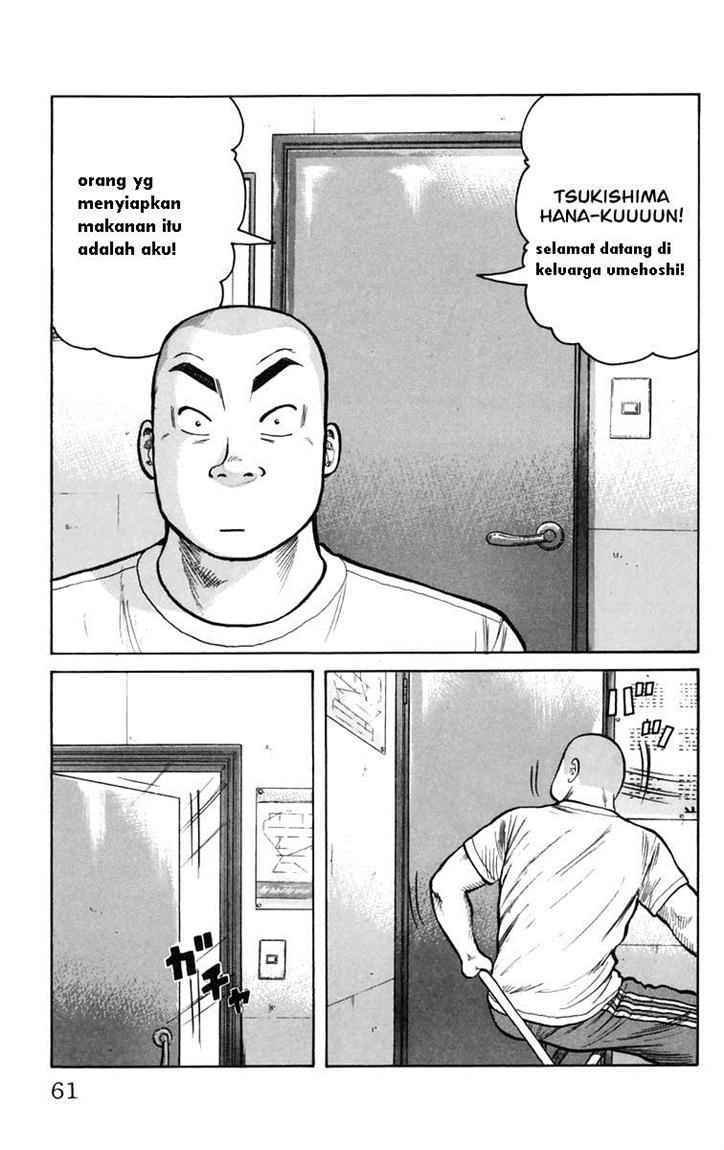 TSUKISHIMA
HANA-KUUUUN!
selamat datang di
keluarga umehoshi!
orang yg
menyiapkan
makanan itu
adalah aku!
ガチャ
61